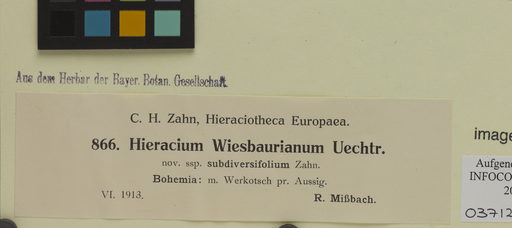 Aus dem Herbar der Bayer. Botan. Gesellschaft.
C. H. Zahn, Hieraciotheca Europaea.
866. Hieracium Wiesbaurianum Uechtr.
nov. ssp. subdiversifolium Zahn.
Bohemia: m. Werkotsch pr. Aussig.
VI. 1913. R. Mißbach.
image
Aufgen
INFOCO
20
03712